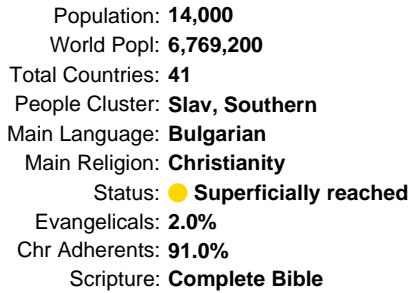 Population: 14,000
World Popl: 6,769,200
Total Countries: 41
People Cluster: Slav, Southern
Main Language: Bulgarian
Main Religion: Christianity
Status: Superficially reached
Evangelicals: 2.0%
Chr Adherents: 91.0%
Scripture: Complete Bible